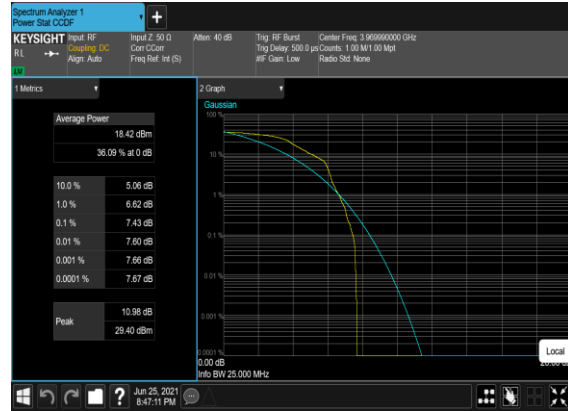 Spectrum Analyzer 1
Power Stat CCDF
KEYSIGHT
RL
Input: RF
Coupling: DC
Align: Auto
Input Z: 50 Ω
Corr CCorr
Freq Ref: Int (S)
Atten: 40 dB
Trig: RF Burst
Trig Delay: 500.0 µs
#IF Gain: Low
Center Freq: 3.969990000 GHz
Counts: 1.00 M/1.00 Mpt
Radio Std: None
1 Metrics
Average Power
18.42 dBm
36.09 % at 0 dB
10.0 % 5.06 dB
1.0 % 6.62 dB
0.1 % 7.43 dB
0.01 % 7.60 dB
0.001 % 7.66 dB
0.0001 % 7.67 dB
Peak
10.98 dB
29.40 dBm
2 Graph
Gaussian
100 %
10 %
1 %
0.1 %
0.01 %
0.001 %
0.0001 %
0.00 dB
Info BW 25.000 MHz
Local
Jun 25, 2021
8:47:11 PM